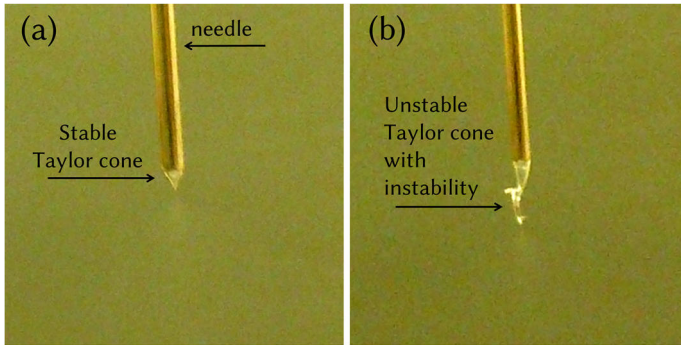 (a)
needle
Stable
Taylor cone
(b)
Unstable
Taylor cone
with
instability